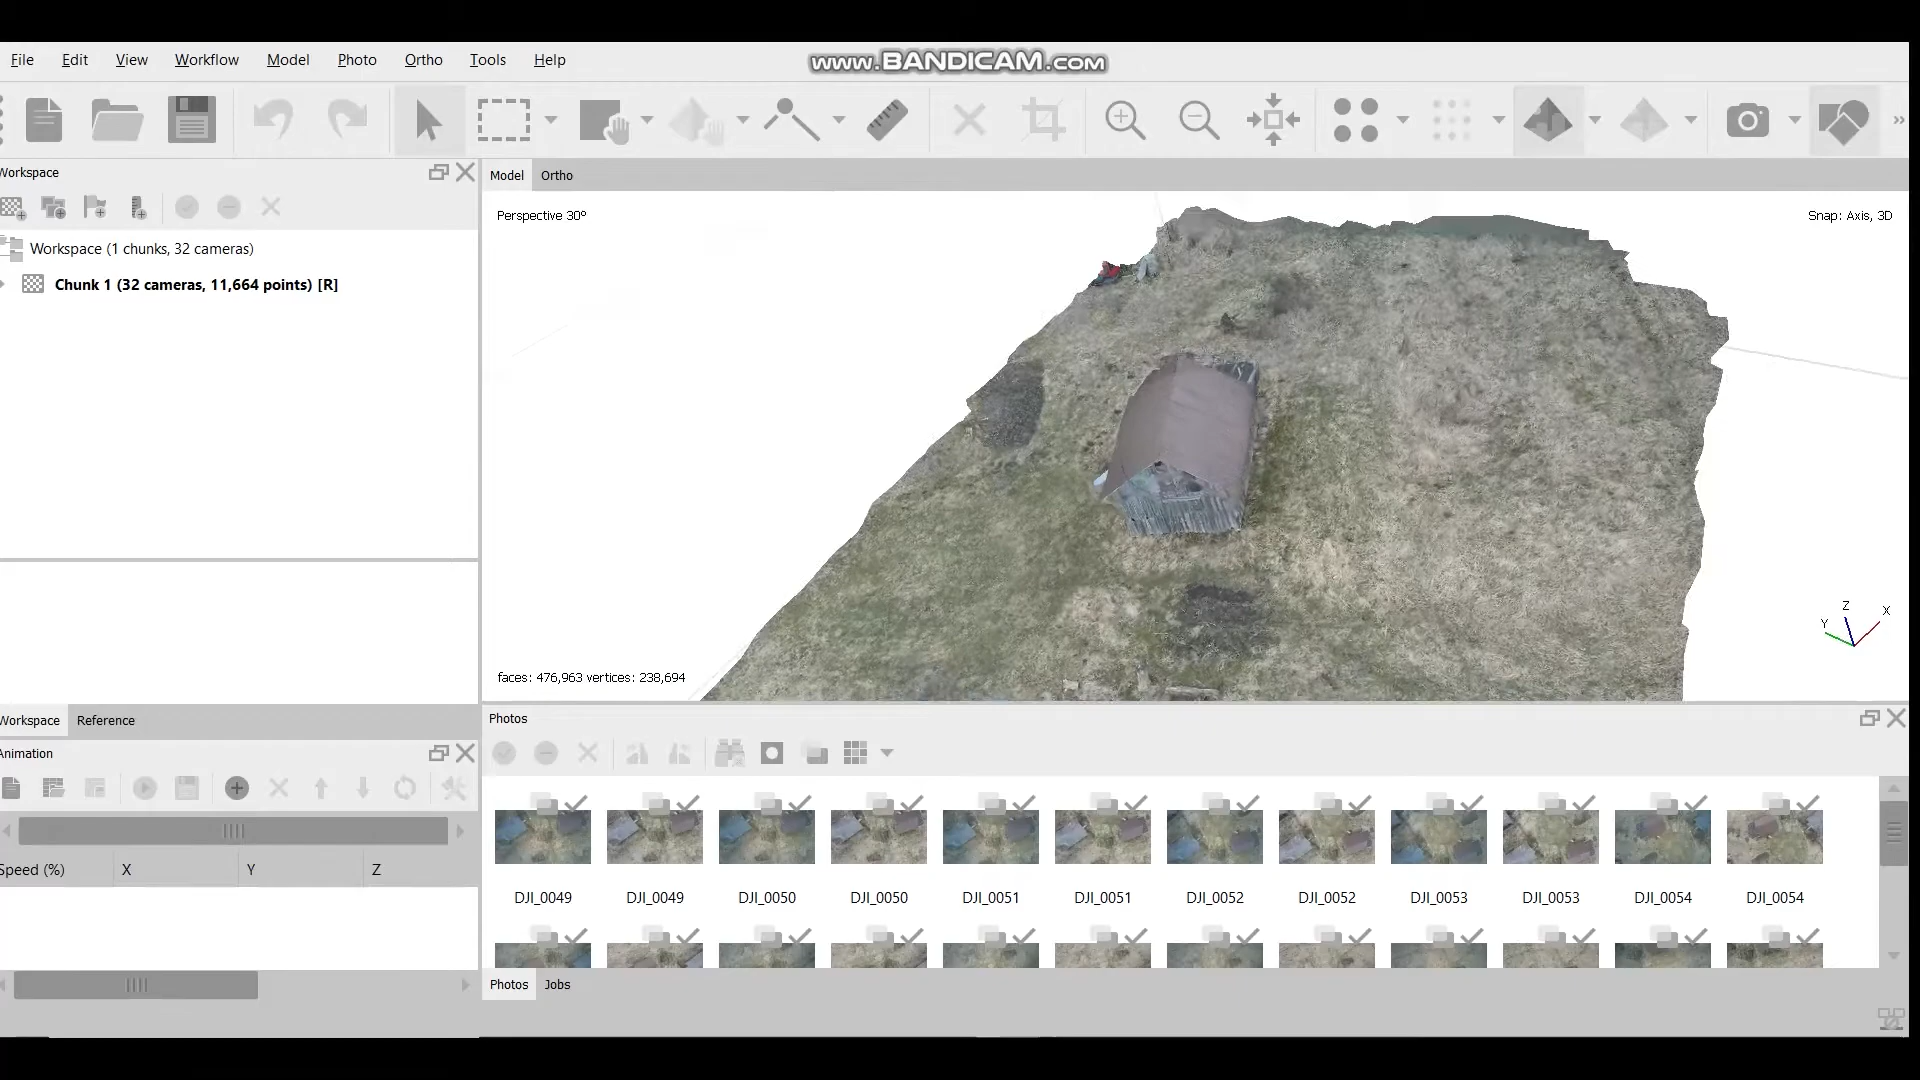 File Edit View Workflow Model Photo Ortho Tools Help
www.BANDICAM.com
Workspace
Model Ortho
Perspective 30°
Snap: Axis, 3D
Workspace (1 chunks, 32 cameras)
Chunk 1 (32 cameras, 11,664 points) [R]
Z
X
Y
faces: 476,963 vertices: 238,694
Workspace Reference
Photos
Animation
Speed (%) X Y Z
DJI_0049 DJI_0049 DJI_0050 DJI_0050 DJI_0051 DJI_0051 DJI_0052 DJI_0052 DJI_0053 DJI_0053 DJI_0054 DJI_0054
Photos Jobs